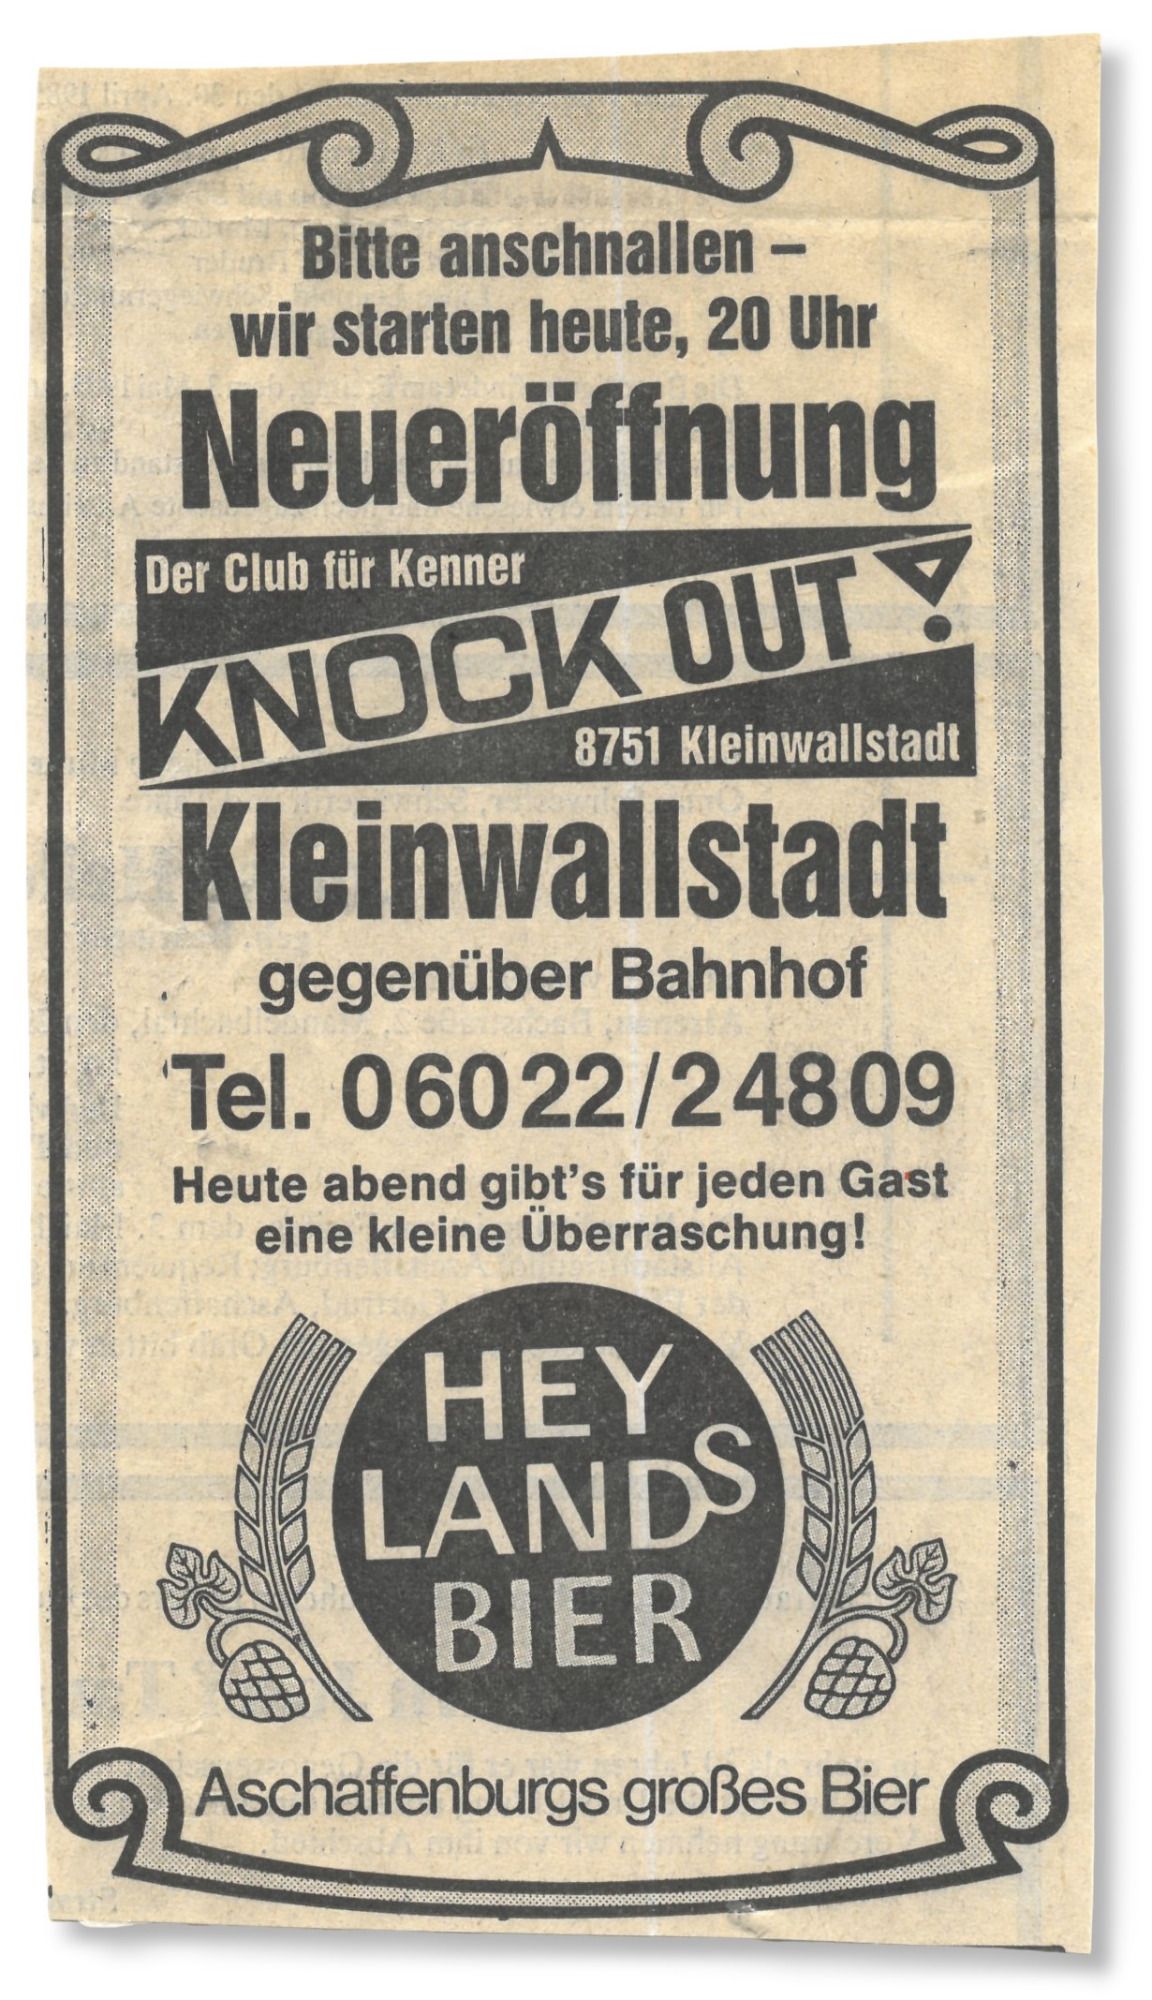 Bitte anschnallen –
wir starten heute, 20 Uhr
Neueröffnung
Der Club für Kenner
KNOCK OUT!
8751 Kleinwallstadt
Kleinwallstadt
gegenüber Bahnhof
Tel. 06022/24809
Heute abend gibt's für jeden Gast
eine kleine Überraschung!
HEY
LANDS
BIER
Aschaffenburgs großes Bier